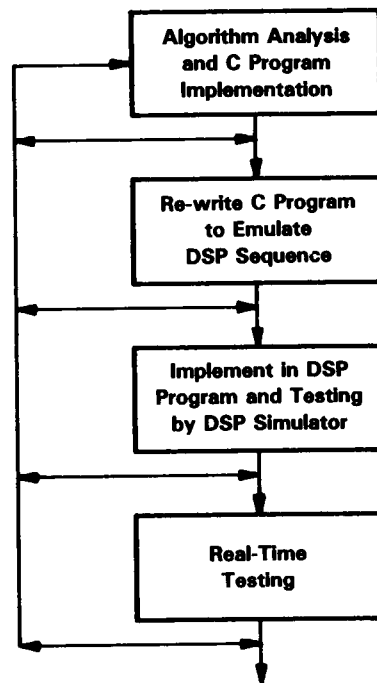 Algorithm Analysis
and C Program
Implementation
Re-write C Program
to Emulate
DSP Sequence
Implement in DSP
Program and Testing
by DSP Simulator
Real-Time
Testing